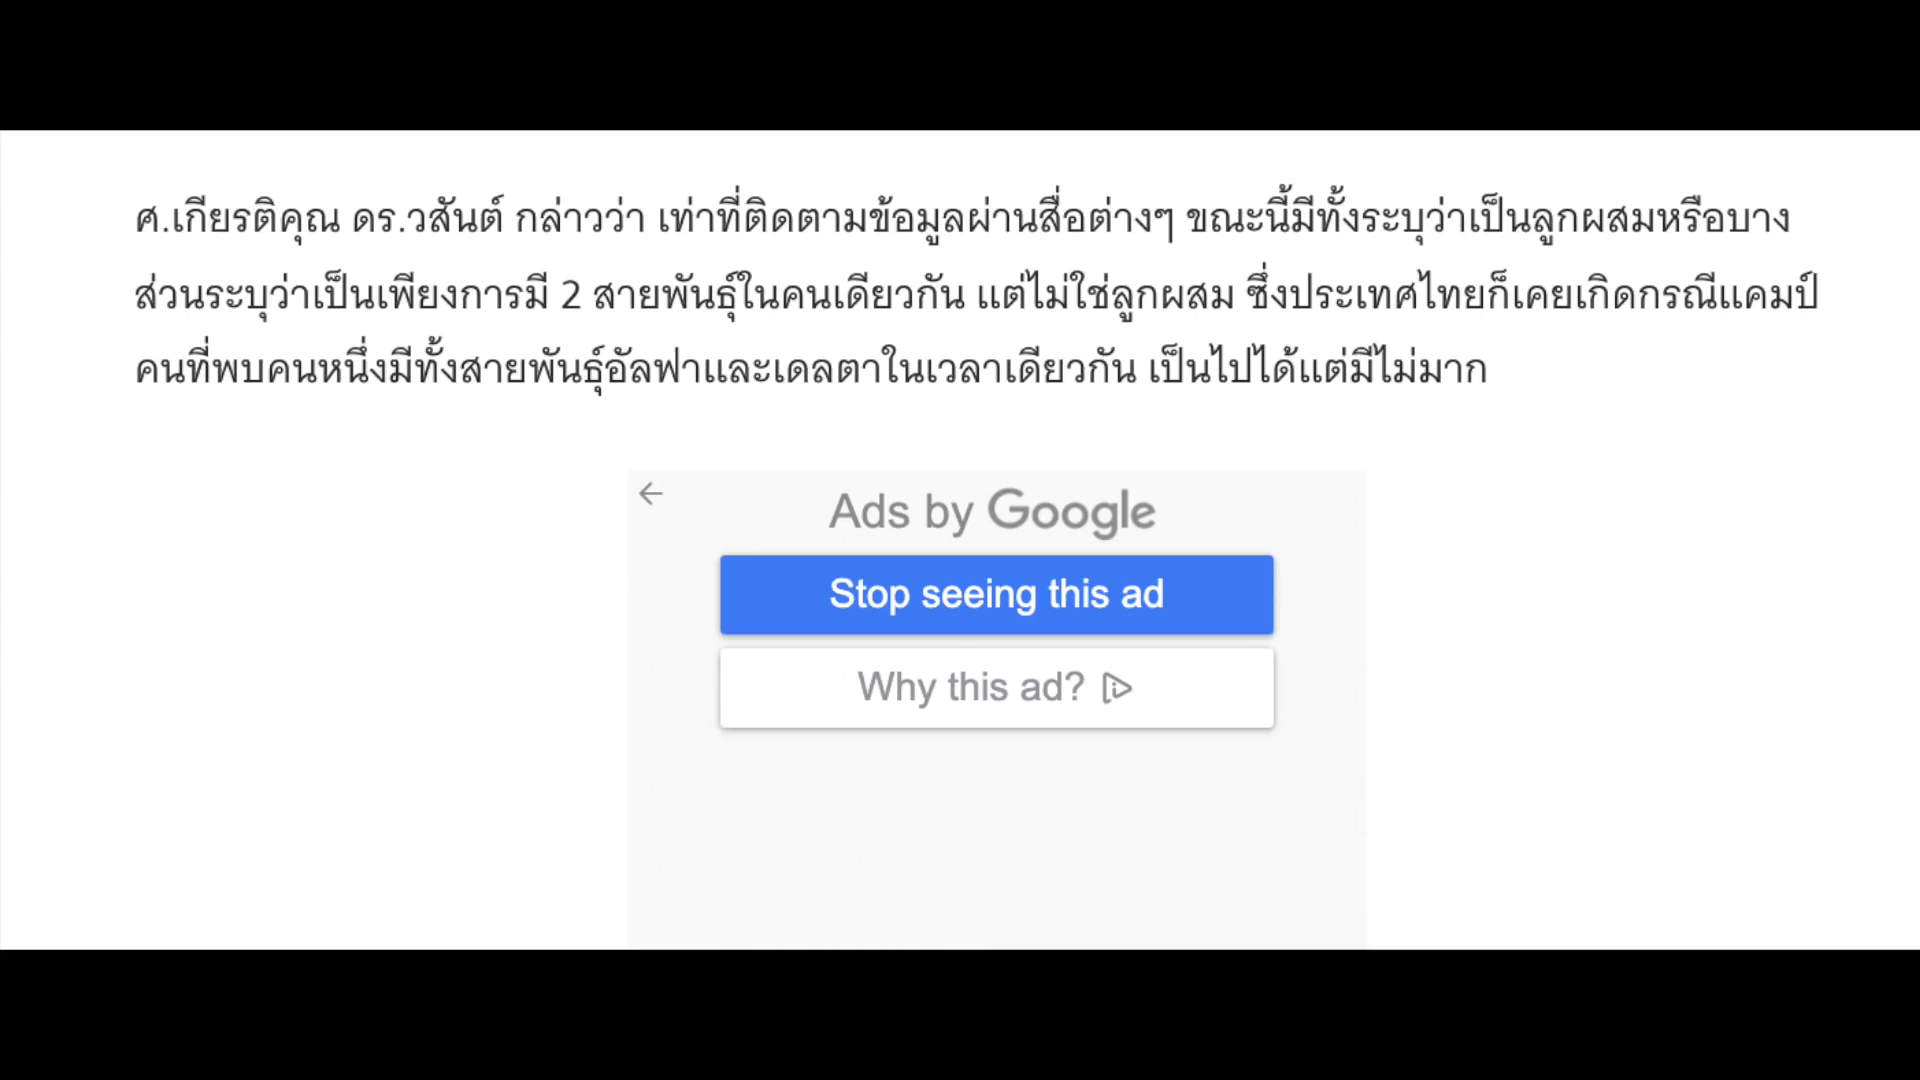 ศ.เกียรติคุณ ดร.วสันต์ กล่าวว่า เท่าที่ติดตามข้อมูลผ่านสื่อต่างๆ ขณะนี้มีทั้งระบุว่าเป็นลูกผสมหรือบาง
ส่วนระบุว่าเป็นเพียงการมี 2 สายพันธุ์ในคนเดียวกัน แต่ไม่ใช่ลูกผสม ซึ่งประเทศไทยก็เคยเกิดกรณีแคมป์
คนที่พบคนหนึ่งมีทั้งสายพันธุ์อัลฟาและเดลตาในเวลาเดียวกัน เป็นไปได้แต่มีไม่มาก
Ads by Google
Stop seeing this ad
Why this ad?